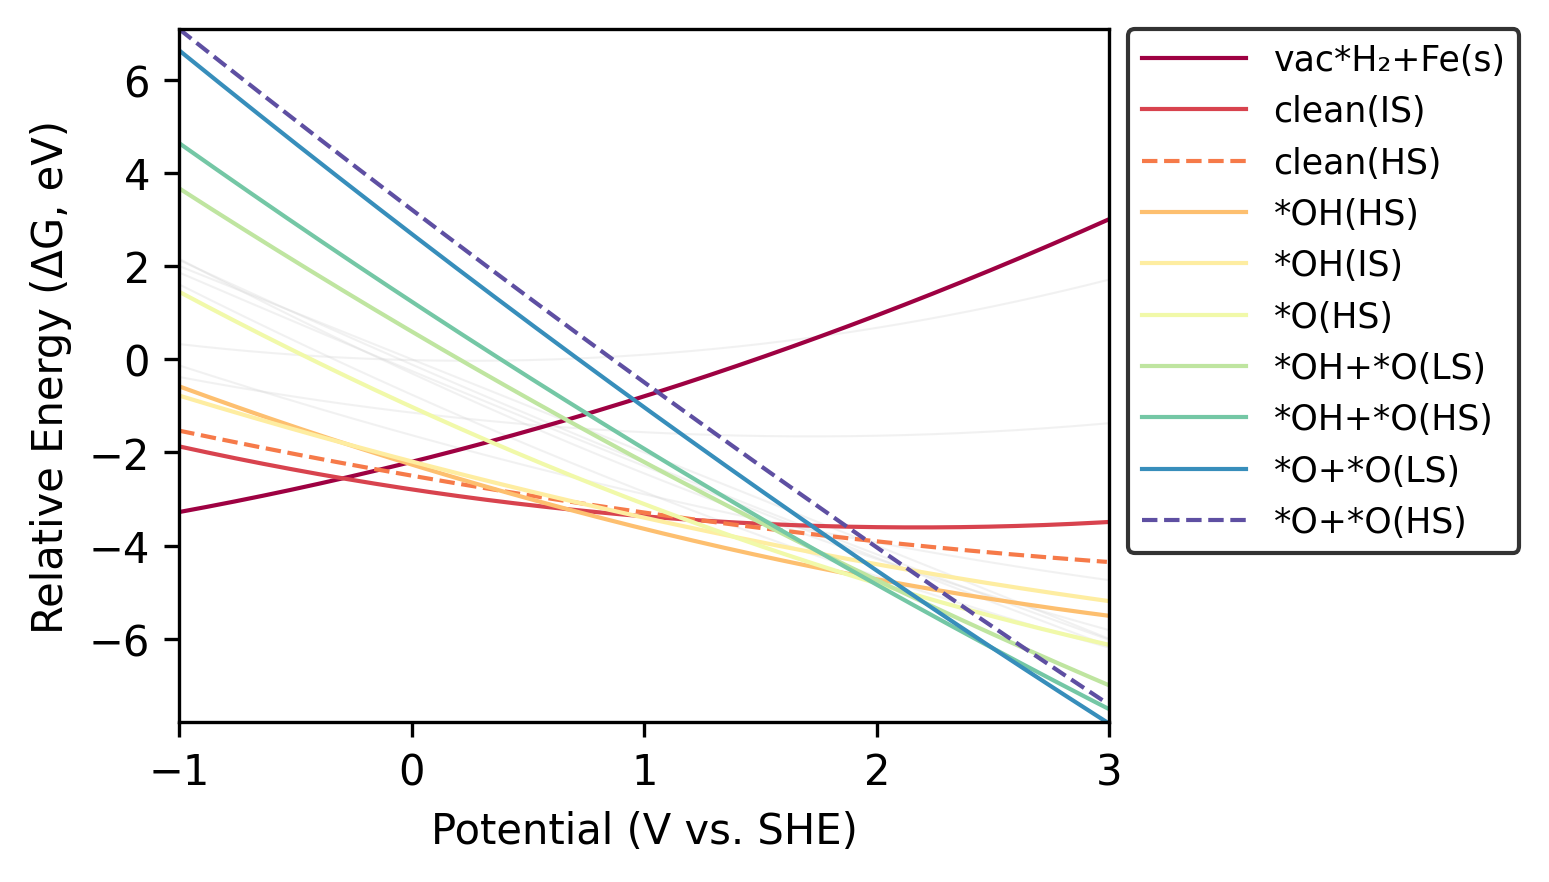 6
4
2
0
−2
−4
−6
−1
0
1
2
3
Relative Energy (ΔG, eV)
Potential (V vs. SHE)
vac*H₂+Fe(s)
clean(IS)
clean(HS)
*OH(HS)
*OH(IS)
*O(HS)
*OH+*O(LS)
*OH+*O(HS)
*O+*O(LS)
*O+*O(HS)